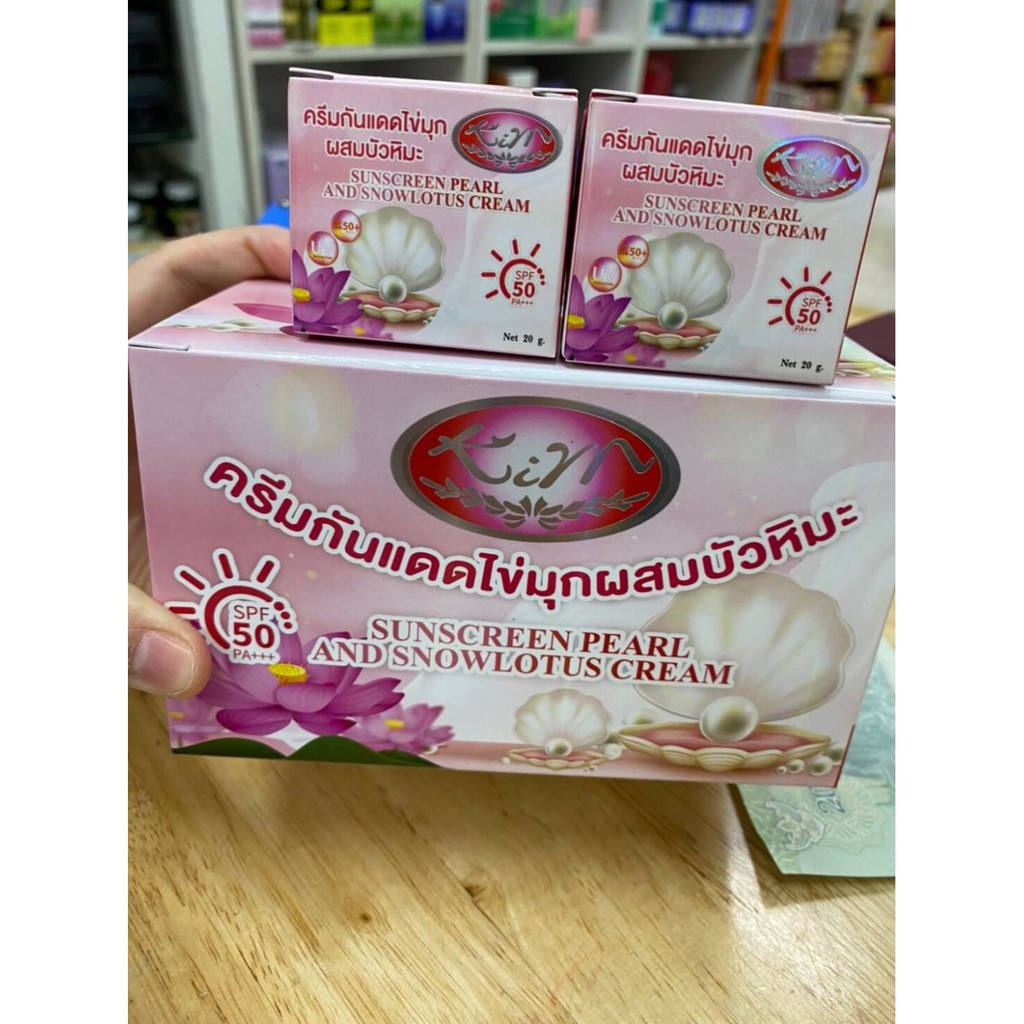 ครีมกันแดดไข่มุก
ผสมบัวหิมะ
KiM
SUNSCREEN PEARL
AND SNOWLOTUS CREAM
50+
UV
SPF
50
PA+++
Net 20 g.
ครีมกันแดดไข่มุก
ผสมบัวหิมะ
KiM
SUNSCREEN PEARL
AND SNOWLOTUS CREAM
50+
UV
SPF
50
PA+++
Net 20 g.
KiM
ครีมกันแดดไข่มุกผสมบัวหิมะ
SPF
50
PA+++
SUNSCREEN PEARL
AND SNOWLOTUS CREAM
20